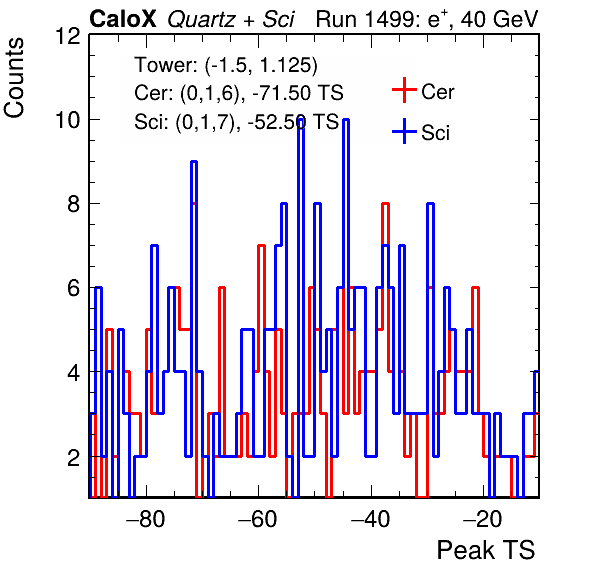 CaloX Quartz + Sci Run 1499: e⁺, 40 GeV
Counts
12
10
8
6
4
2
Tower: (-1.5, 1.125)
Cer: (0,1,6), -71.50 TS
Sci: (0,1,7), -52.50 TS
Cer
Sci
−80 −60 −40 −20
Peak TS